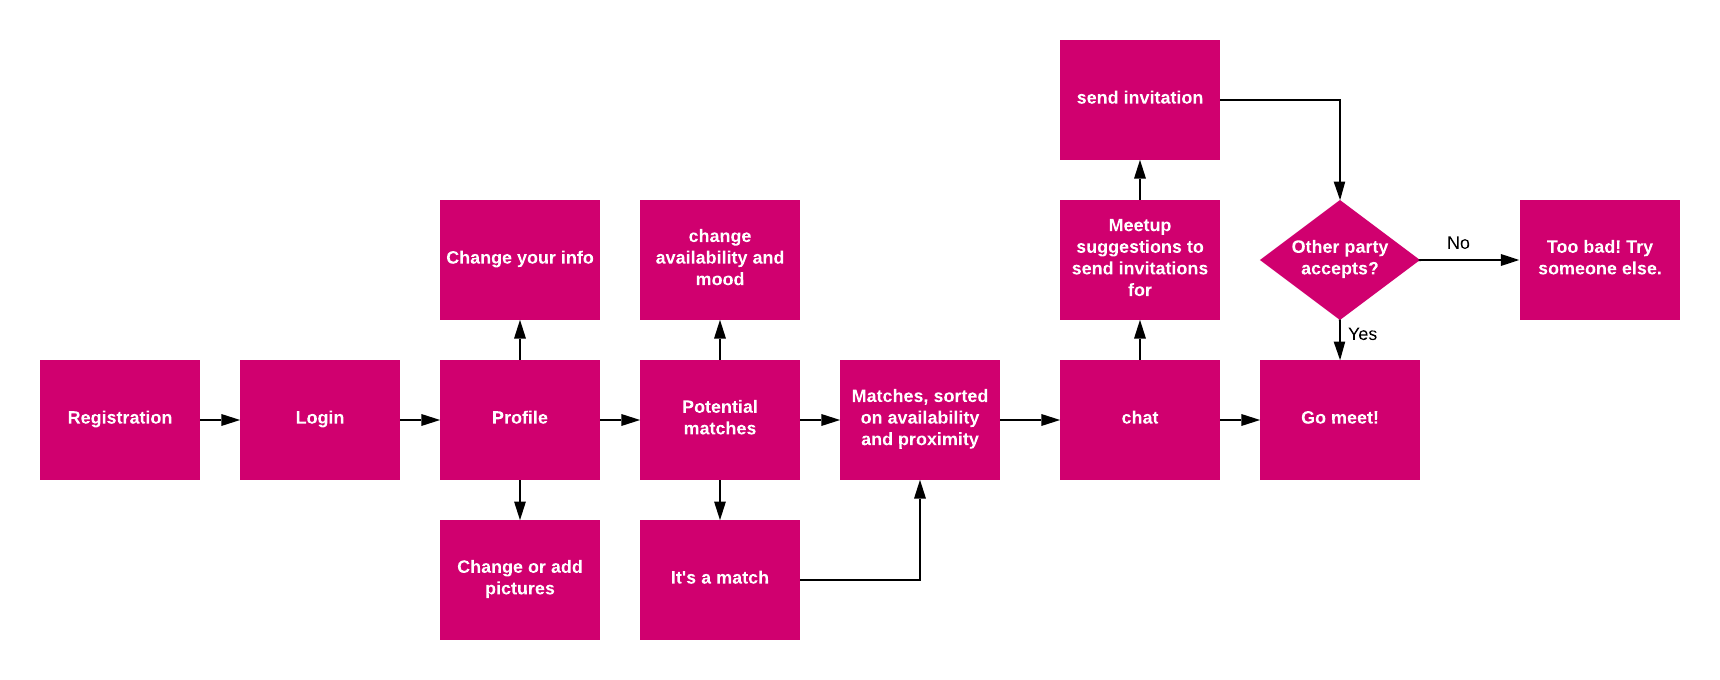 send invitation
Change your info
change
availability and
mood
Meetup
suggestions to
send invitations
for
Other party
accepts?
No
Too bad! Try
someone else.
Yes
Registration
Login
Profile
Potential
matches
Matches, sorted
on availability
and proximity
chat
Go meet!
Change or add
pictures
It's a match